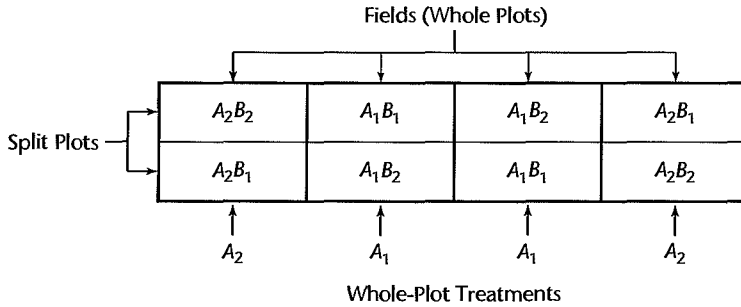 Fields (Whole Plots)
A₂B₂ A₁B₁ A₁B₂ A₂B₁
Split Plots
A₂B₁ A₁B₂ A₁B₁ A₂B₂
A₂ A₁ A₁ A₂
Whole-Plot Treatments